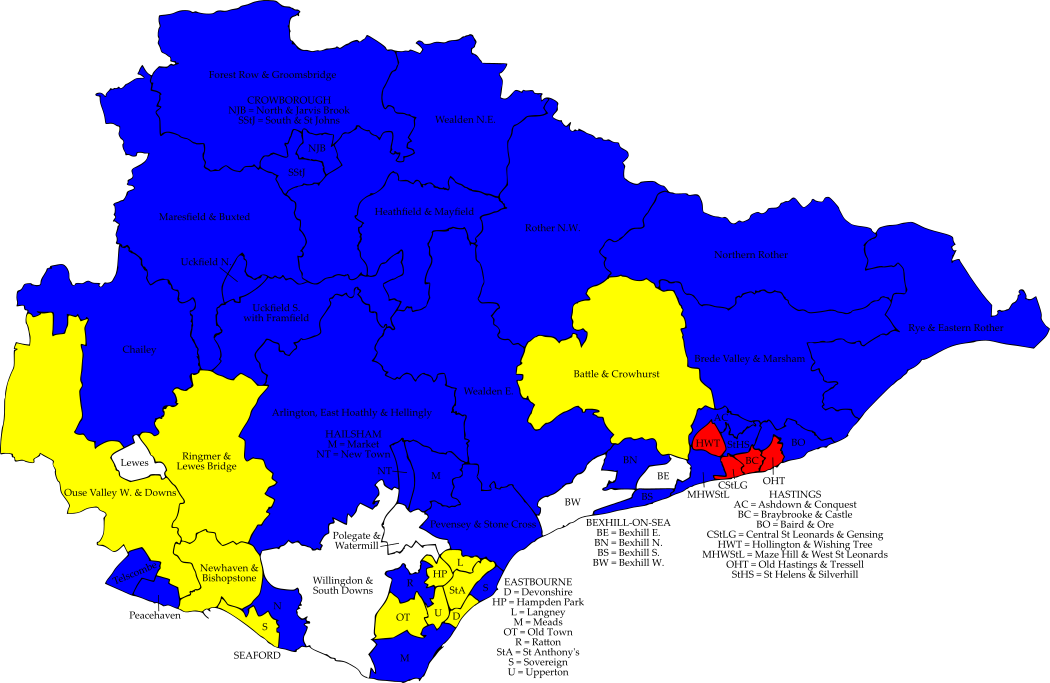 Forest Row & Groombridge
CROWBOROUGH
NJB = North & Jarvis Break
SStJ = South & St Johns
Wealden N.E.
NJB
SStJ
Maresfield & Buxted
Heathfield & Mayfield
Rother N.W.
Northern Rother
Uckfield N.
Uckfield S.
with Framfield
Chailey
Rye & Eastern Rother
Brede Valley & Marsham
Battle & Crowhurst
Wealden E.
Arlington, East Hoathly & Hellingly
HAILSHAM
M = Market
NT = New Town
AC
HWT
StHS
BO
Lewes
Ringmer &
Lewes Bridge
NT
M
BN
BE
BC
OHT
CStLG
MHWStL
Ouse Valley W. & Downs
BW
BS
Pevensey & Stone Cross
Polegate &
Watermill
HASTINGS
AC = Ashdown & Conquest
BC = Braybrooke & Castle
BO = Baird & Ore
CStLG = Central St Leonards & Gensing
HWT = Hollington & Wishing Tree
MHWStL = Maze Hill & West St Leonards
OHT = Old Hastings & Tressell
StHS = St Helens & Silverhill
BEXHILL-ON-SEA
BE = Bexhill E.
BN = Bexhill N.
BS = Bexhill S.
BW = Bexhill W.
Telscombe
Peacehaven
Newhaven &
Bishopstone
Willingdon &
South Downs
N
S
SEAFORD
R
HP
L
StA
S
OT
U
D
M
EASTBOURNE
D = Devonshire
HP = Hampden Park
L = Langney
M = Meads
OT = Old Town
R = Ratton
StA = St Anthony's
S = Sovereign
U = Upperton